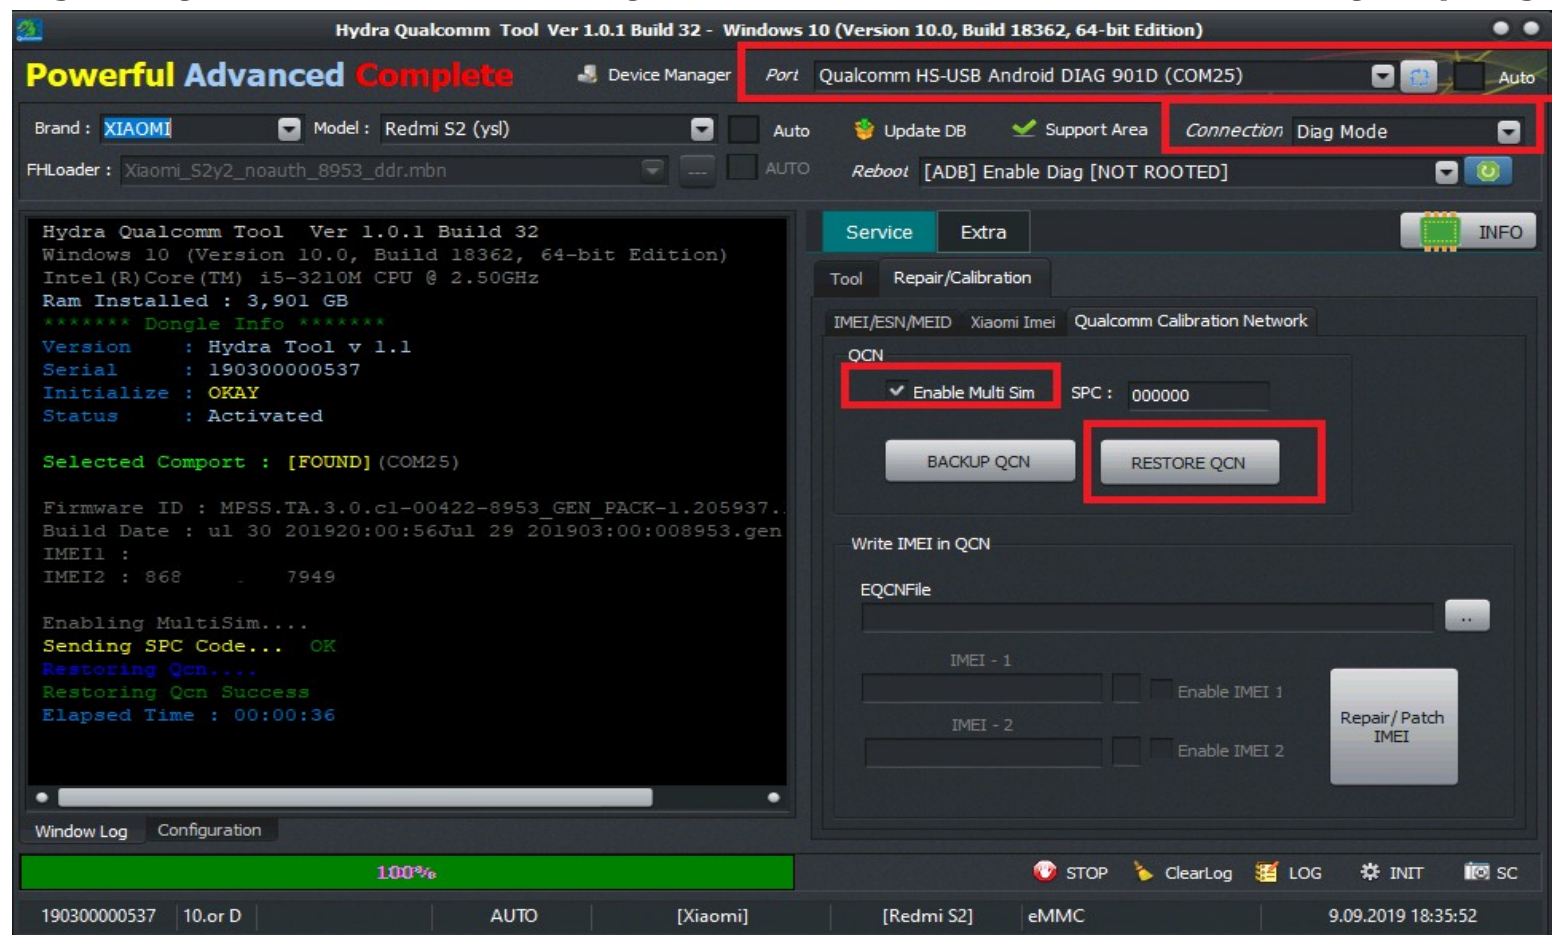 Hydra Qualcomm Tool Ver 1.0.1 Build 32 - Windows 10 (Version 10.0, Build 18362, 64-bit Edition)
Powerful Advanced Complete
Device Manager
Port Qualcomm HS-USB Android DIAG 901D (COM25)
Auto
Brand : XIAOMI
Model : Redmi S2 (ysl)
Auto
Update DB
Support Area
Connection Diag Mode
FHLoader : Xiaomi_S2y2_noauth_8953_ddr.mbn
...
AUTO
Reboot [ADB] Enable Diag [NOT ROOTED]
Hydra Qualcomm Tool Ver 1.0.1 Build 32
Windows 10 (Version 10.0, Build 18362, 64-bit Edition)
Intel(R)Core(TM) i5-3210M CPU @ 2.50GHz
Ram Installed : 3,901 GB
******* Dongle Info *******
Version : Hydra Tool v 1.1
Serial : 190300000537
Initialize : OKAY
Status : Activated
Selected Comport : [FOUND](COM25)
Firmware ID : MPSS.TA.3.0.c1-00422-8953_GEN_PACK-1.205937.
Build Date : ul 30 201920:00:56Jul 29 201903:00:008953.gen
IMEI1 :
IMEI2 : 868 7949
Enabling MultiSim....
Sending SPC Code... OK
Restoring Qcn....
Restoring Qcn Success
Elapsed Time : 00:00:36
Window Log
Configuration
Service
Extra
INFO
Tool
Repair/Calibration
IMEI/ESN/MEID
Xiaomi Imei
Qualcomm Calibration Network
QCN
Enable Multi Sim
SPC : 000000
BACKUP QCN
RESTORE QCN
Write IMEI in QCN
EQCNFile
..
IMEI - 1
Enable IMEI 1
IMEI - 2
Enable IMEI 2
Repair/ Patch
IMEI
100%
STOP
ClearLog
LOG
INIT
SC
190300000537
10.or D
AUTO
[Xiaomi]
[Redmi S2]
eMMC
9.09.2019 18:35:52